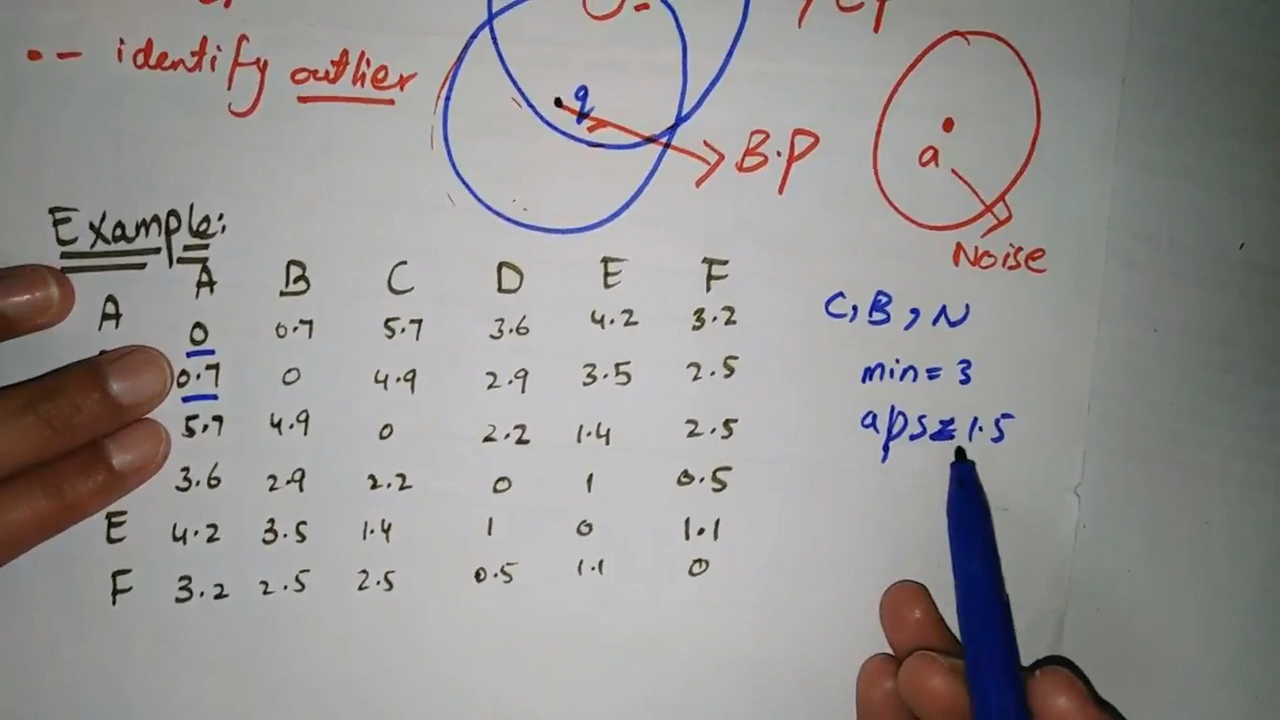 •– identify outlier
q
B.P
a
Noise
Example:
A B C D E F
A 0 0.7 5.7 3.6 4.2 3.2
0.7 0 4.9 2.9 3.5 2.5
5.7 4.9 0 2.2 1.4 2.5
3.6 2.9 2.2 0 1 0.5
E 4.2 3.5 1.4 1 0 1.1
F 3.2 2.5 2.5 0.5 1.1 0
C, B, N
min = 3
aps = 1.5